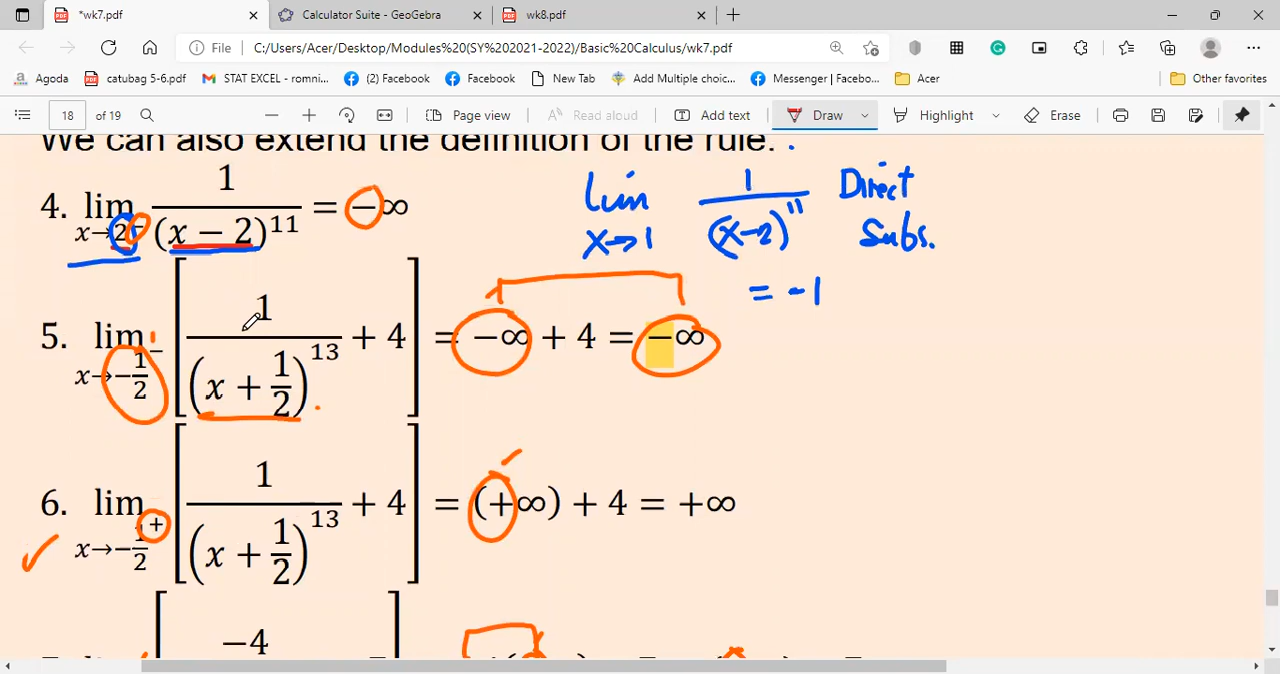 *wk7.pdf
Calculator Suite - GeoGebra
wk8.pdf
File C:/Users/Acer/Desktop/Modules%20(SY%202021-2022)/Basic%20Calculus/wk7.pdf
Agoda catubag 5-6.pdf STAT EXCEL - romni... (2) Facebook Facebook New Tab Add Multiple choic... Messenger | Facebo... Acer Other favorites
18 of 19 Page view Read aloud Add text Draw Highlight Erase
We can also extend the definition of the rule:
4. lim x→2⁻ 1/(x − 2)¹¹ = −∞
lim x→1 1/(x-2)¹¹ Direct Subs.
= -1
5. lim x→−1/2⁻ [1/(x + 1/2)¹³ + 4] = −∞ + 4 = −∞
6. lim x→−1/2⁺ [1/(x + 1/2)¹³ + 4] = (+∞) + 4 = +∞
−4